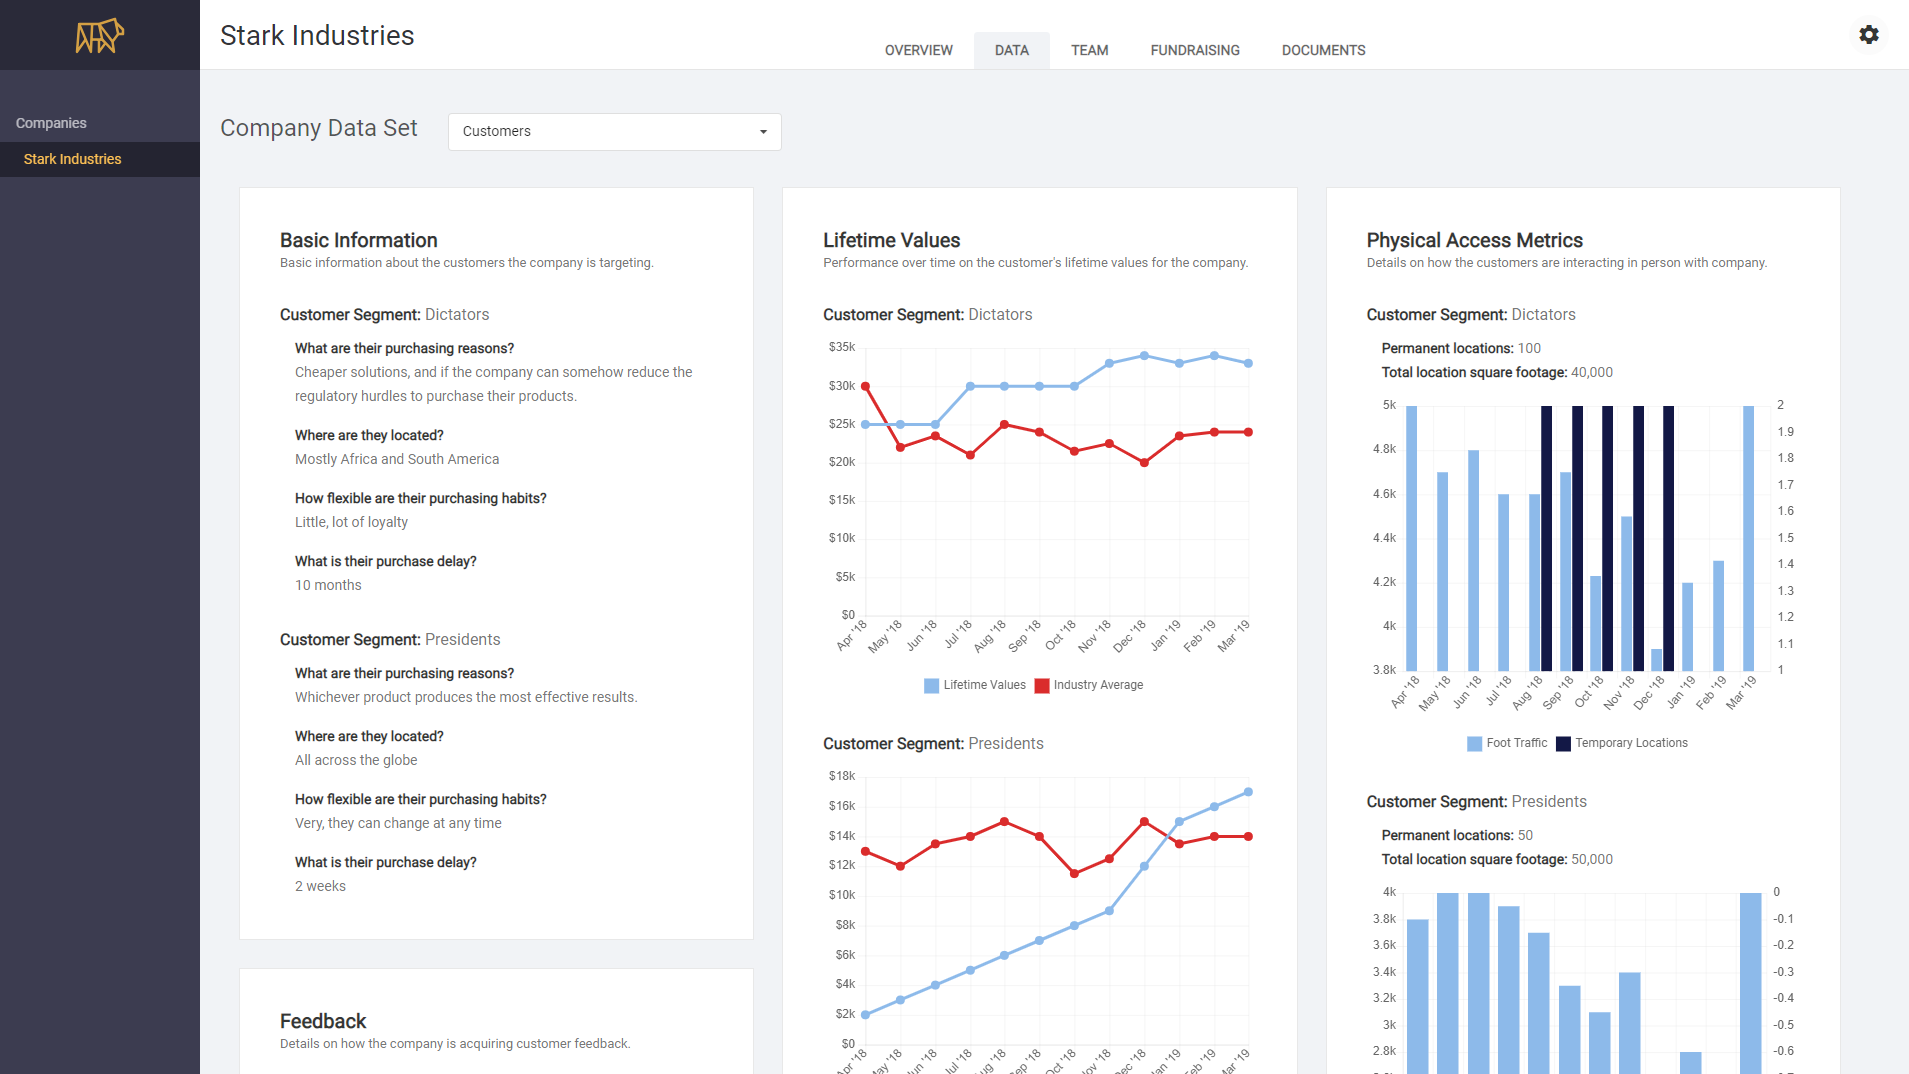 Stark Industries
OVERVIEW
DATA
TEAM
FUNDRAISING
DOCUMENTS
Companies
Stark Industries
Company Data Set
Customers
Basic Information
Basic information about the customers the company is targeting.
Customer Segment: Dictators
What are their purchasing reasons?
Cheaper solutions, and if the company can somehow reduce the
regulatory hurdles to purchase their products.
Where are they located?
Mostly Africa and South America
How flexible are their purchasing habits?
Little, lot of loyalty
What is their purchase delay?
10 months
Customer Segment: Presidents
What are their purchasing reasons?
Whichever product produces the most effective results.
Where are they located?
All across the globe
How flexible are their purchasing habits?
Very, they can change at any time
What is their purchase delay?
2 weeks
Feedback
Details on how the company is acquiring customer feedback.
Lifetime Values
Performance over time on the customer's lifetime values for the company.
Customer Segment: Dictators
$35k
$30k
$25k
$20k
$15k
$10k
$5k
$0
Apr '18 May '18 Jun '18 Jul '18 Aug '18 Sep '18 Oct '18 Nov '18 Dec '18 Jan '19 Feb '19 Mar '19
Lifetime Values Industry Average
Customer Segment: Presidents
$18k
$16k
$14k
$12k
$10k
$8k
$6k
$4k
$2k
$0
Physical Access Metrics
Details on how the customers are interacting in person with company.
Customer Segment: Dictators
Permanent locations: 100
Total location square footage: 40,000
5k
4.8k
4.6k
4.4k
4.2k
4k
3.8k
2
1.9
1.8
1.7
1.6
1.5
1.4
1.3
1.2
1.1
1
Apr '18 May '18 Jun '18 Jul '18 Aug '18 Sep '18 Oct '18 Nov '18 Dec '18 Jan '19 Feb '19 Mar '19
Foot Traffic Temporary Locations
Customer Segment: Presidents
Permanent locations: 50
Total location square footage: 50,000
4k
3.8k
3.6k
3.4k
3.2k
3k
2.8k
0
-0.1
-0.2
-0.3
-0.4
-0.5
-0.6